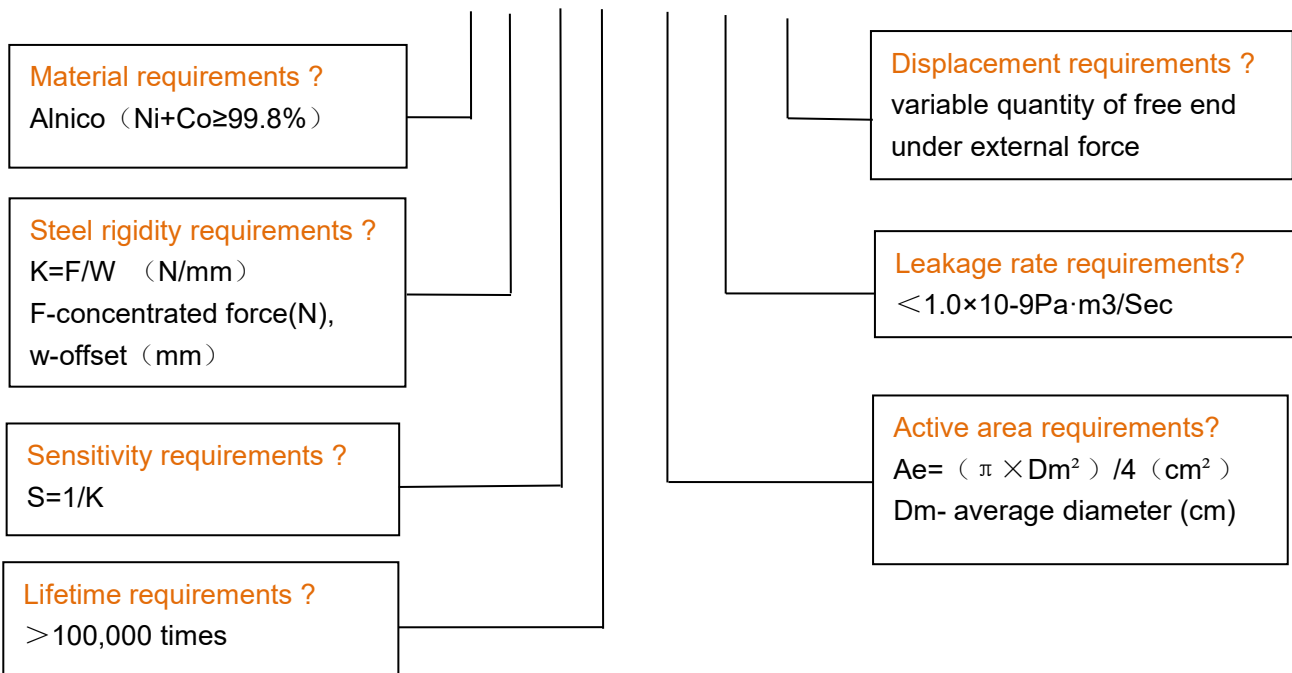 Material requirements ?
Alnico（Ni+Co≥99.8%）
Steel rigidity requirements ?
K=F/W （N/mm）
F-concentrated force(N),
w-offset（mm）
Sensitivity requirements ?
S=1/K
Lifetime requirements ?
＞100,000 times
Displacement requirements ?
variable quantity of free end
under external force
Leakage rate requirements?
＜1.0×10-9Pa·m3/Sec
Active area requirements?
Ae=（π×Dm²）/4（cm²）
Dm- average diameter (cm)